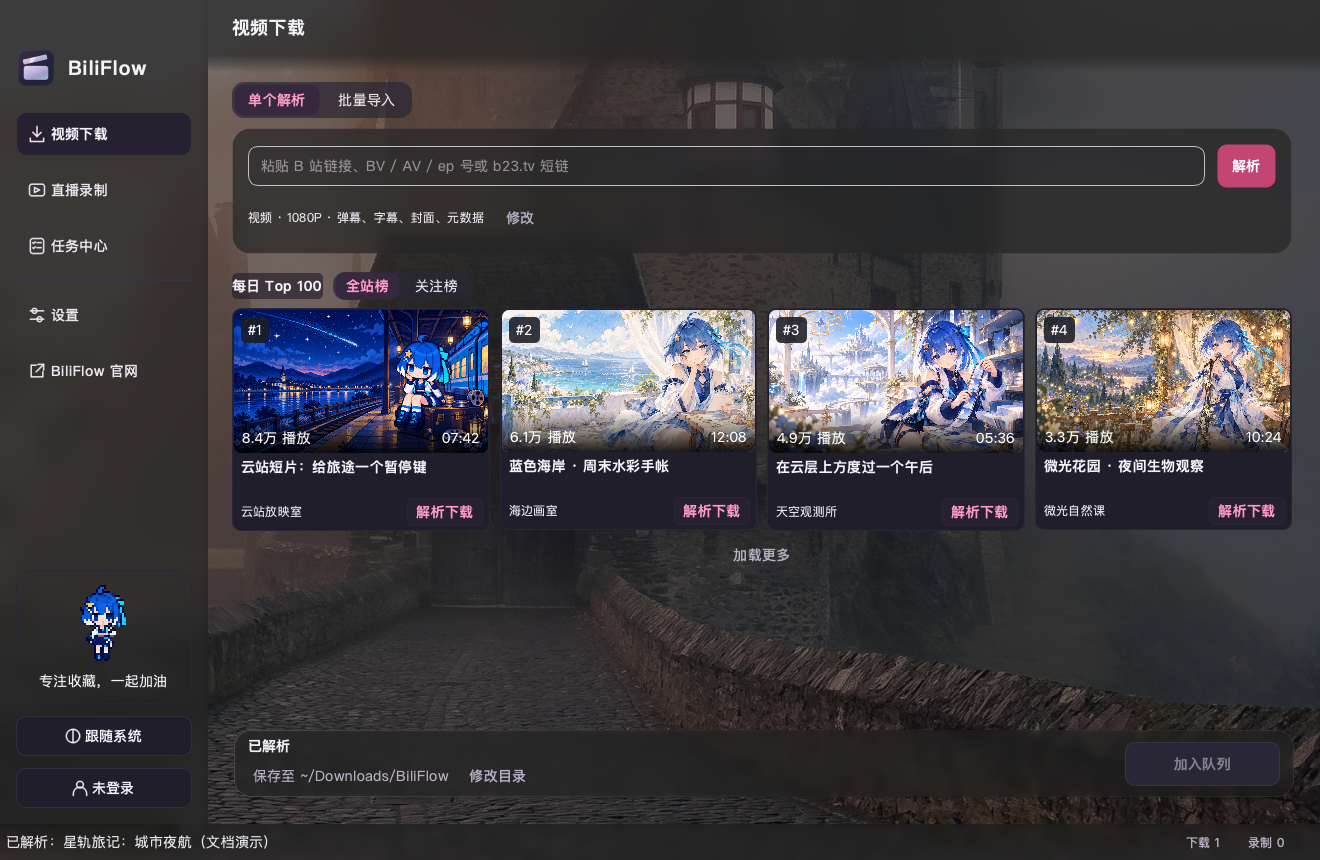 视频下载
BiliFlow
视频下载
直播录制
任务中心
设置
BiliFlow 官网
专注收藏，一起加油
跟随系统
未登录
单个解析 批量导入
粘贴 B 站链接、BV / AV / ep 号或 b23.tv 短链
解析
视频 · 1080P · 弹幕、字幕、封面、元数据 修改
每日 Top 100 全站榜 关注榜
#1
8.4万 播放 07:42
云站短片：给旅途一个暂停键
云站放映室 解析下载
#2
6.1万 播放 12:08
蓝色海岸 · 周末水彩手帐
海边画室 解析下载
#3
4.9万 播放 05:36
在云层上方度过一个午后
天空观测所 解析下载
#4
3.3万 播放 10:24
微光花园 · 夜间生物观察
微光自然课 解析下载
加载更多
已解析
保存至 ~/Downloads/BiliFlow 修改目录
加入队列
已解析：星轨旅记：城市夜航（文档演示）
下载 1 录制 0